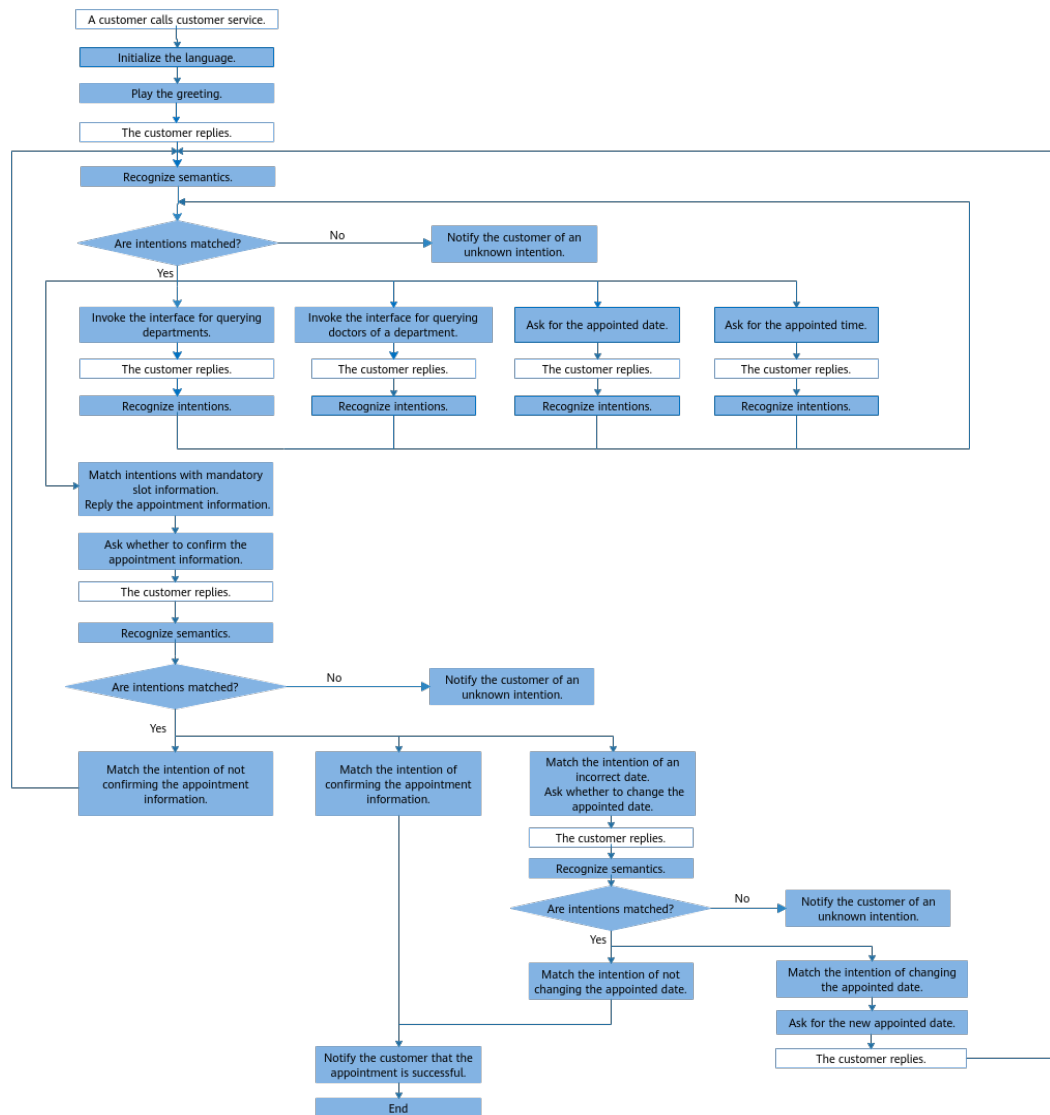 A customer calls customer service.
Initialize the language.
Play the greeting.
The customer replies.
Recognize semantics.
Are intentions matched?
No
Notify the customer of an
unknown intention.
Yes
Invoke the interface for querying
departments.
Invoke the interface for querying
doctors of a department.
Ask for the appointed date.
Ask for the appointed time.
The customer replies.
The customer replies.
The customer replies.
The customer replies.
Recognize intentions.
Recognize intentions.
Recognize intentions.
Recognize intentions.
Match intentions with mandatory
slot information.
Reply the appointment information.
Ask whether to confirm the
appointment information.
The customer replies.
Recognize semantics.
Are intentions matched?
No
Notify the customer of an
unknown intention.
Yes
Match the intention of not
confirming the appointment
information.
Match the intention of
confirming the appointment
information.
Match the intention of an
incorrect date.
Ask whether to change the
appointed date.
The customer replies.
Recognize semantics.
Are intentions matched?
No
Notify the customer of an
unknown intention.
Yes
Match the intention of not
changing the appointed date.
Match the intention of changing
the appointed date.
Ask for the new appointed date.
The customer replies.
Notify the customer that the
appointment is successful.
End